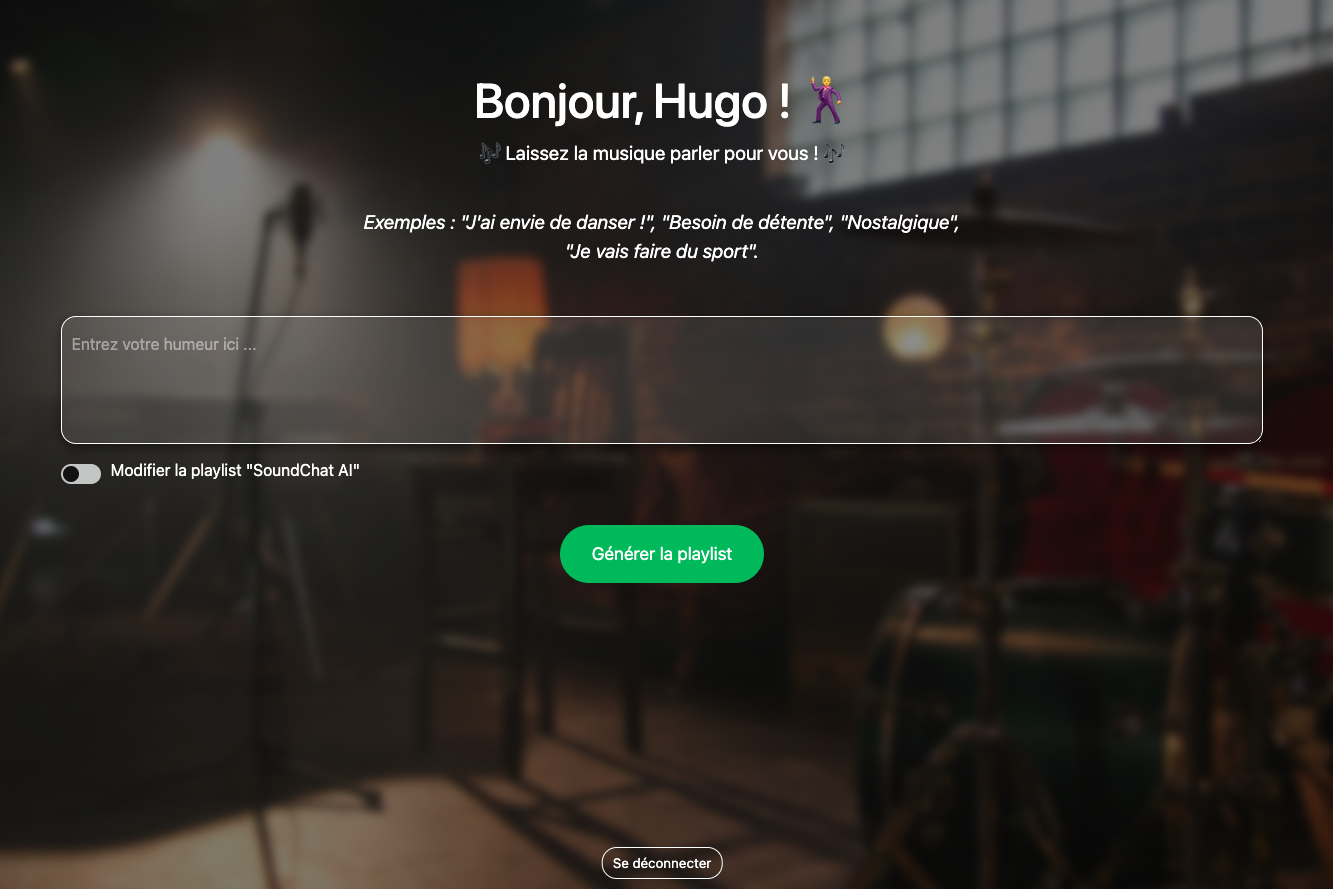 Bonjour, Hugo ! 🕺
🎶 Laissez la musique parler pour vous ! 🎶
Exemples : "J'ai envie de danser !", "Besoin de détente", "Nostalgique",
"Je vais faire du sport".
Entrez votre humeur ici ...
Modifier la playlist "SoundChat AI"
Générer la playlist
Se déconnecter